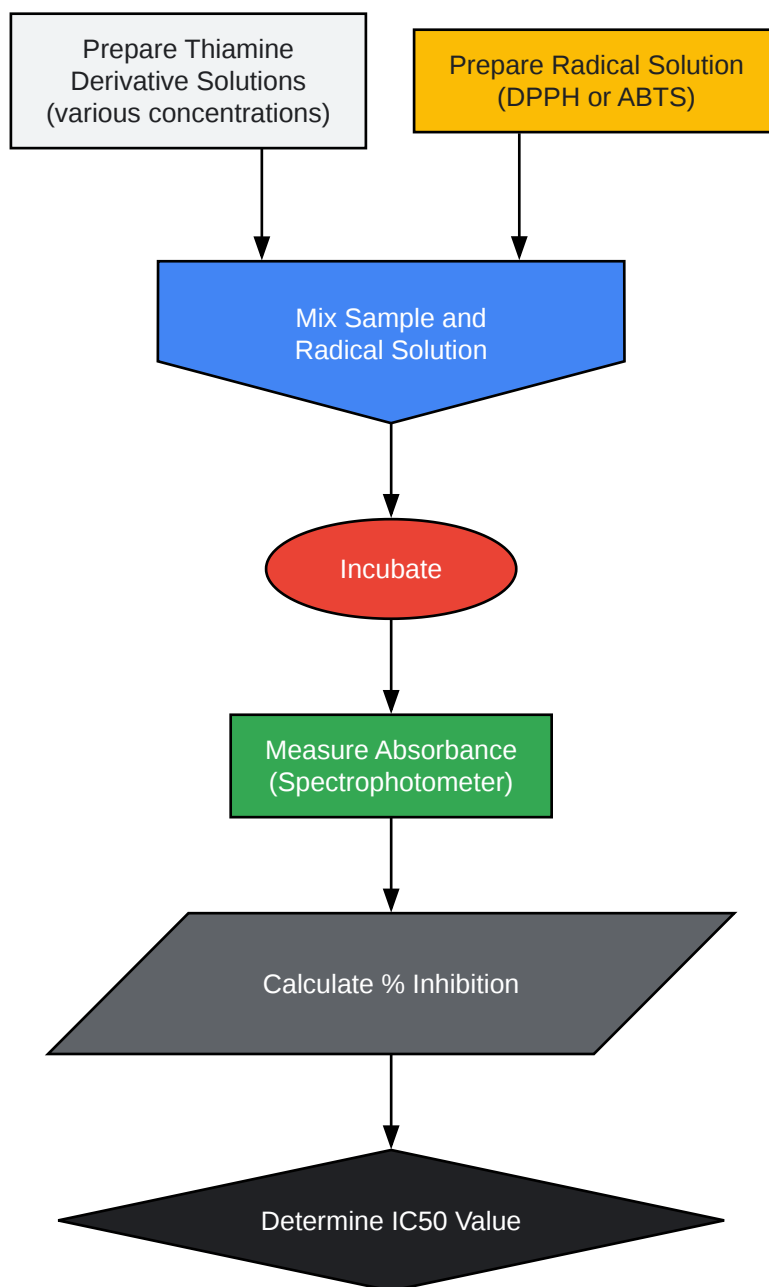 Prepare Thiamine
Derivative Solutions
(various concentrations)
Prepare Radical Solution
(DPPH or ABTS)
Mix Sample and
Radical Solution
Incubate
Measure Absorbance
(Spectrophotometer)
Calculate % Inhibition
Determine IC50 Value